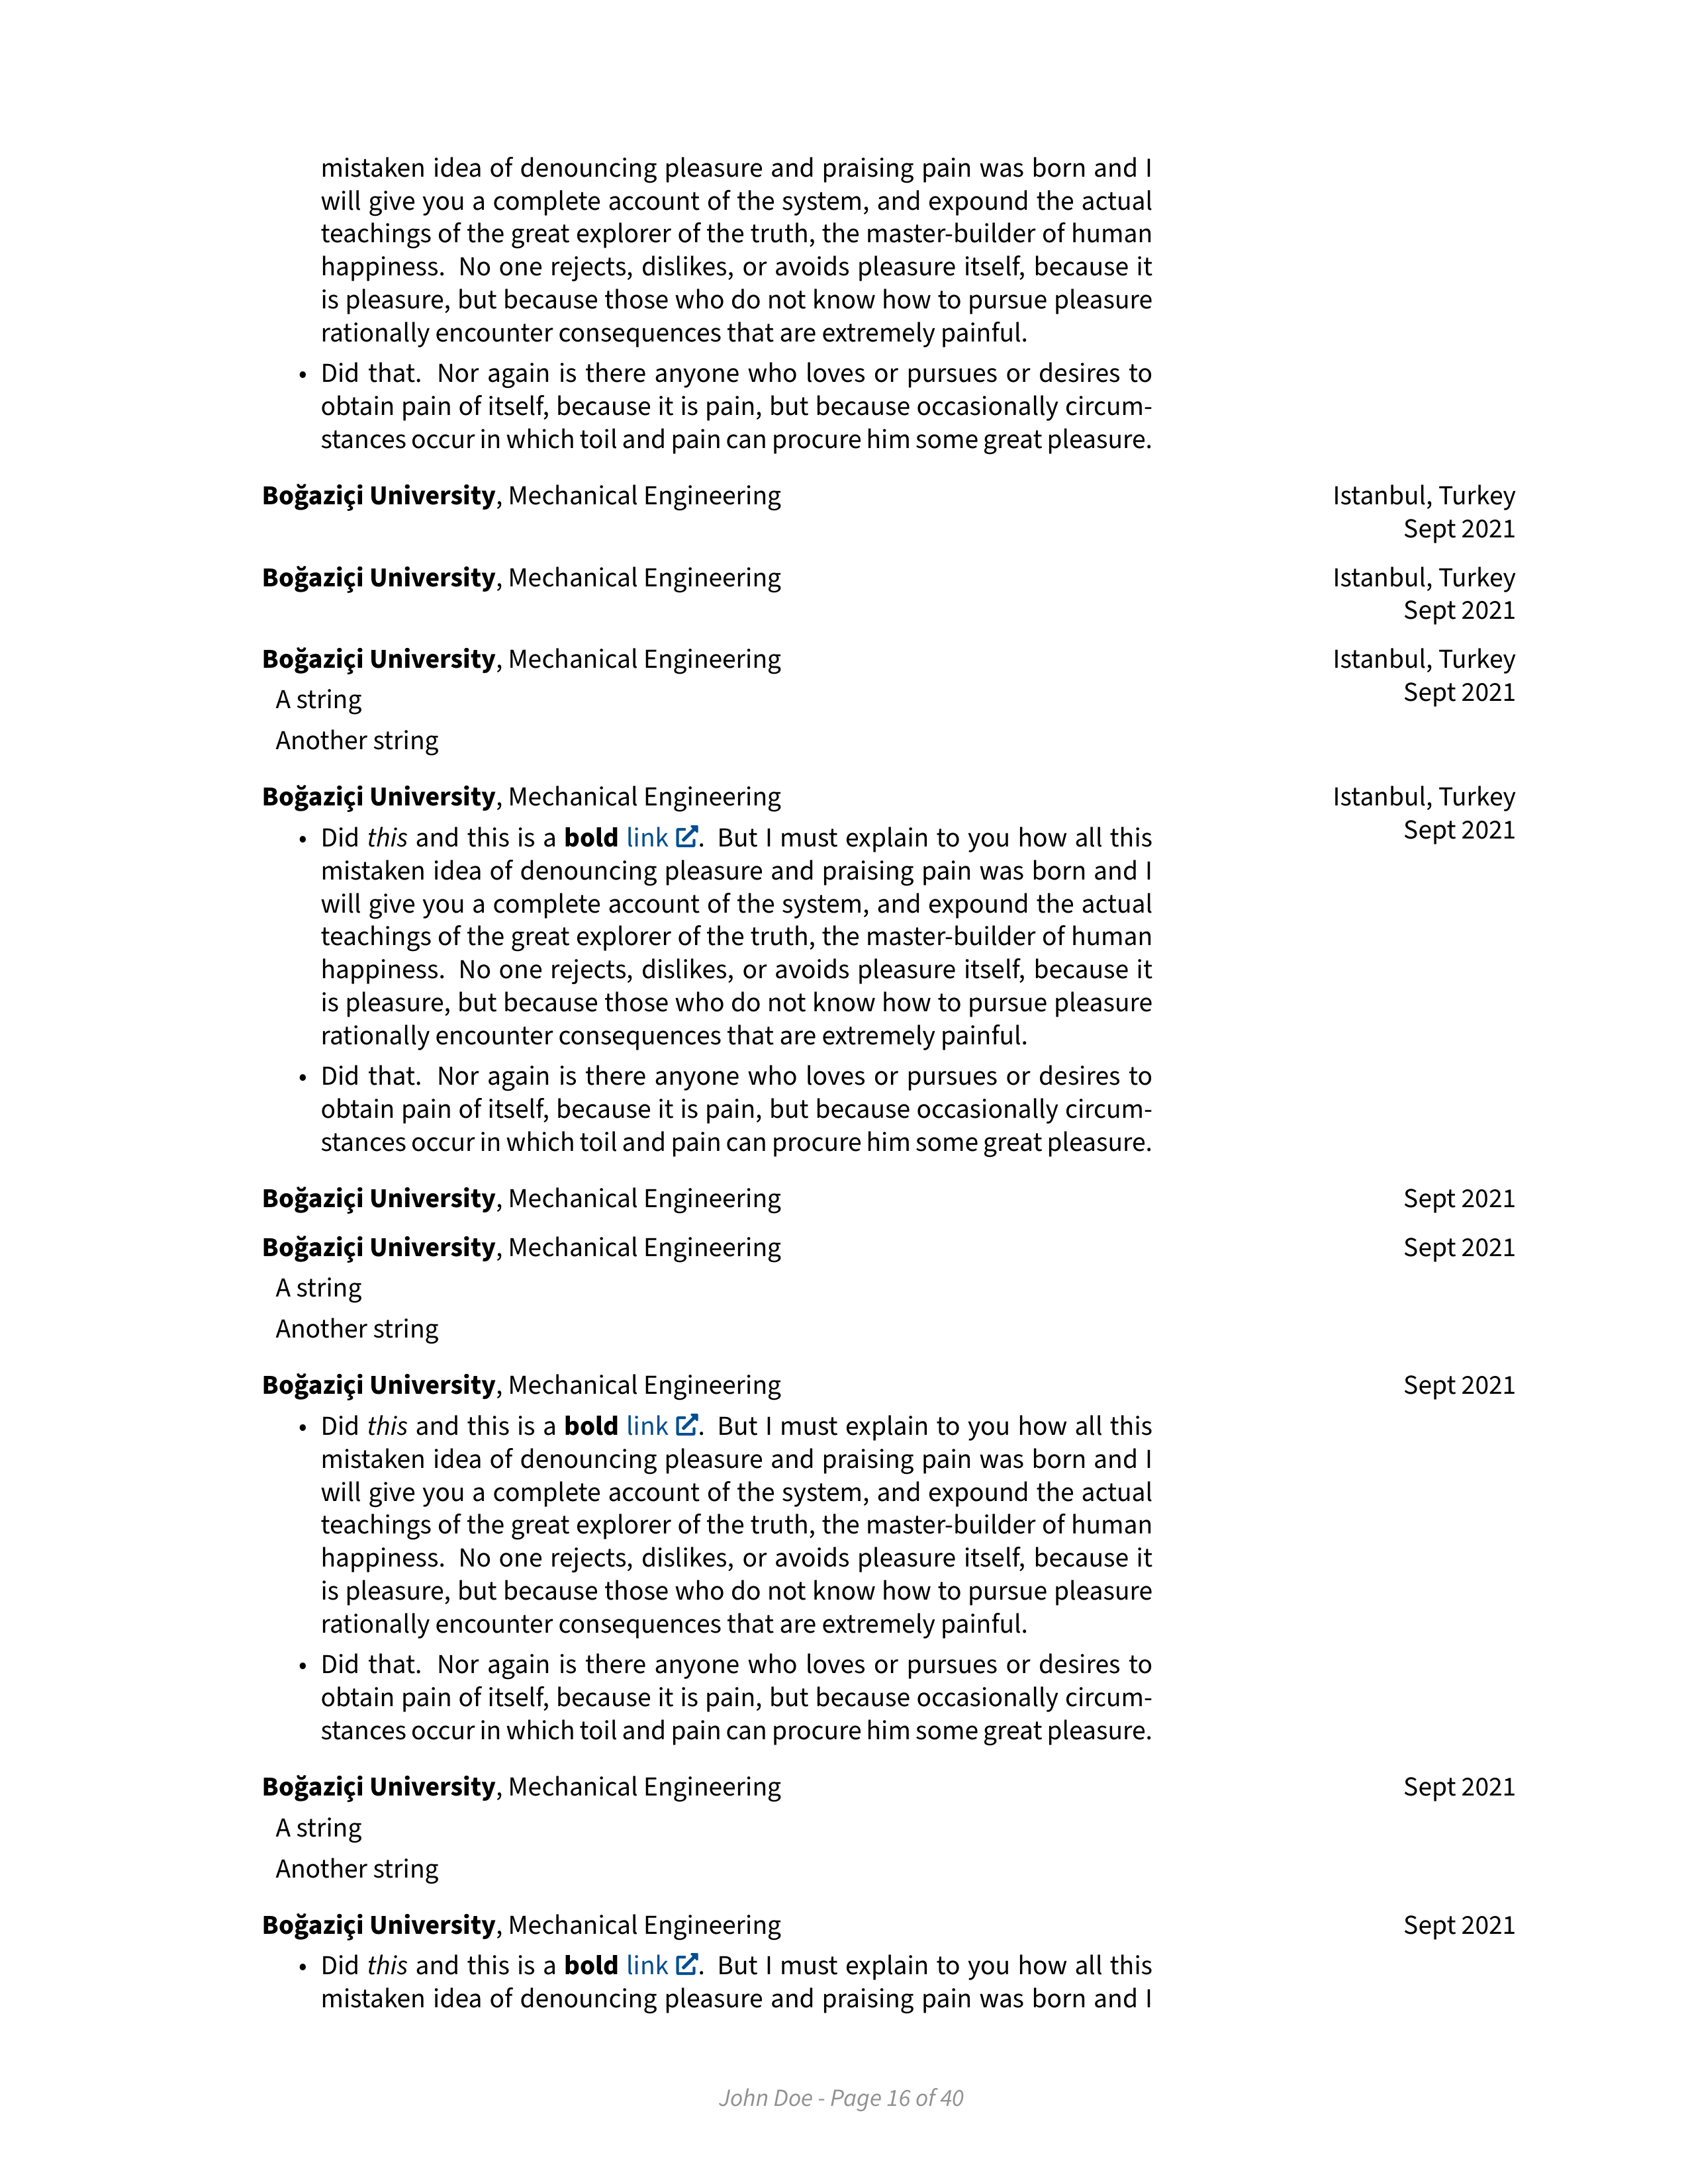 mistaken idea of denouncing pleasure and praising pain was born and I
will give you a complete account of the system, and expound the actual
teachings of the great explorer of the truth, the master-builder of human
happiness. No one rejects, dislikes, or avoids pleasure itself, because it
is pleasure, but because those who do not know how to pursue pleasure
rationally encounter consequences that are extremely painful.
• Did that. Nor again is there anyone who loves or pursues or desires to
obtain pain of itself, because it is pain, but because occasionally circum-
stances occur in which toil and pain can procure him some great pleasure.
Boğaziçi University, Mechanical Engineering Istanbul, Turkey
Sept 2021
Boğaziçi University, Mechanical Engineering Istanbul, Turkey
Sept 2021
Boğaziçi University, Mechanical Engineering Istanbul, Turkey
Sept 2021
A string
Another string
Boğaziçi University, Mechanical Engineering Istanbul, Turkey
Sept 2021
• Did this and this is a bold link. But I must explain to you how all this
mistaken idea of denouncing pleasure and praising pain was born and I
will give you a complete account of the system, and expound the actual
teachings of the great explorer of the truth, the master-builder of human
happiness. No one rejects, dislikes, or avoids pleasure itself, because it
is pleasure, but because those who do not know how to pursue pleasure
rationally encounter consequences that are extremely painful.
• Did that. Nor again is there anyone who loves or pursues or desires to
obtain pain of itself, because it is pain, but because occasionally circum-
stances occur in which toil and pain can procure him some great pleasure.
Boğaziçi University, Mechanical Engineering Sept 2021
Boğaziçi University, Mechanical Engineering Sept 2021
A string
Another string
Boğaziçi University, Mechanical Engineering Sept 2021
• Did this and this is a bold link. But I must explain to you how all this
mistaken idea of denouncing pleasure and praising pain was born and I
will give you a complete account of the system, and expound the actual
teachings of the great explorer of the truth, the master-builder of human
happiness. No one rejects, dislikes, or avoids pleasure itself, because it
is pleasure, but because those who do not know how to pursue pleasure
rationally encounter consequences that are extremely painful.
• Did that. Nor again is there anyone who loves or pursues or desires to
obtain pain of itself, because it is pain, but because occasionally circum-
stances occur in which toil and pain can procure him some great pleasure.
Boğaziçi University, Mechanical Engineering Sept 2021
A string
Another string
Boğaziçi University, Mechanical Engineering Sept 2021
• Did this and this is a bold link. But I must explain to you how all this
mistaken idea of denouncing pleasure and praising pain was born and I
John Doe - Page 16 of 40